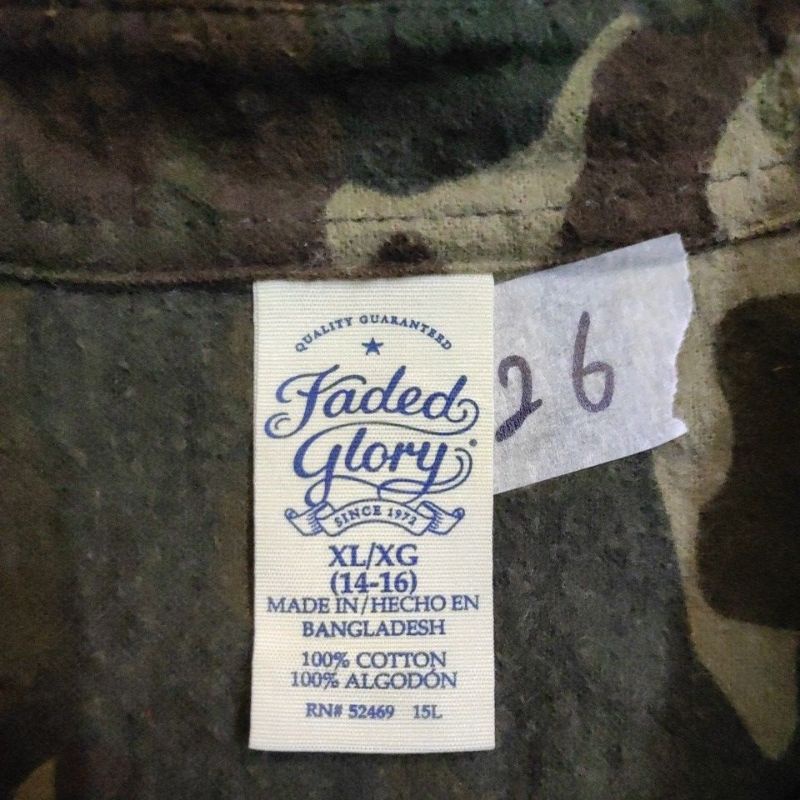 QUALITY GUARANTEED
Faded
Glory®
SINCE 1972
XL/XG
(14-16)
MADE IN/HECHO EN
BANGLADESH
100% COTTON
100% ALGODÓN
RN# 52469 15L
26